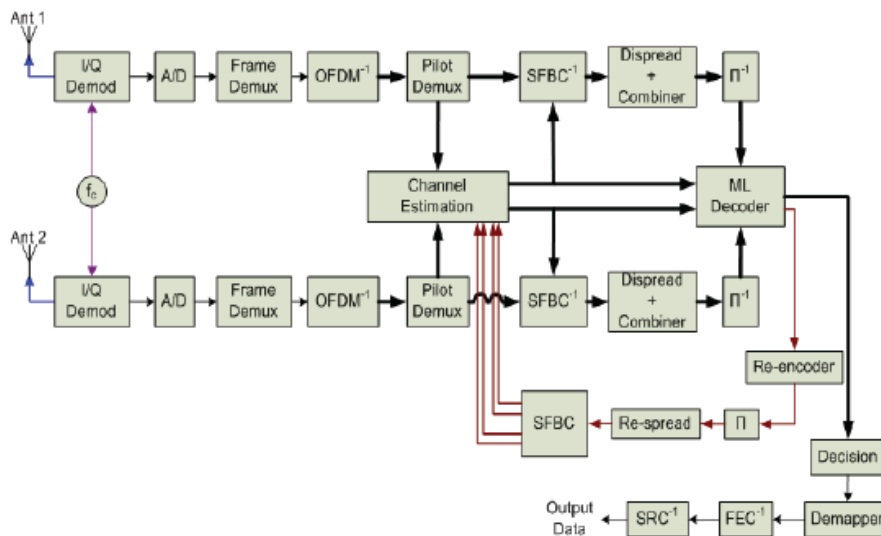 Ant 1
I/Q
Demod
A/D
Frame
Demux
OFDM⁻¹
Pilot
Demux
SFBC⁻¹
Dispread
+
Combiner
Π⁻¹
fc
Channel
Estimation
ML
Decoder
Ant 2
I/Q
Demod
A/D
Frame
Demux
OFDM⁻¹
Pilot
Demux
SFBC⁻¹
Dispread
+
Combiner
Π⁻¹
Re-encoder
SFBC
Re-spread
Π
Decision
Output
Data
SRC⁻¹
FEC⁻¹
Demapper